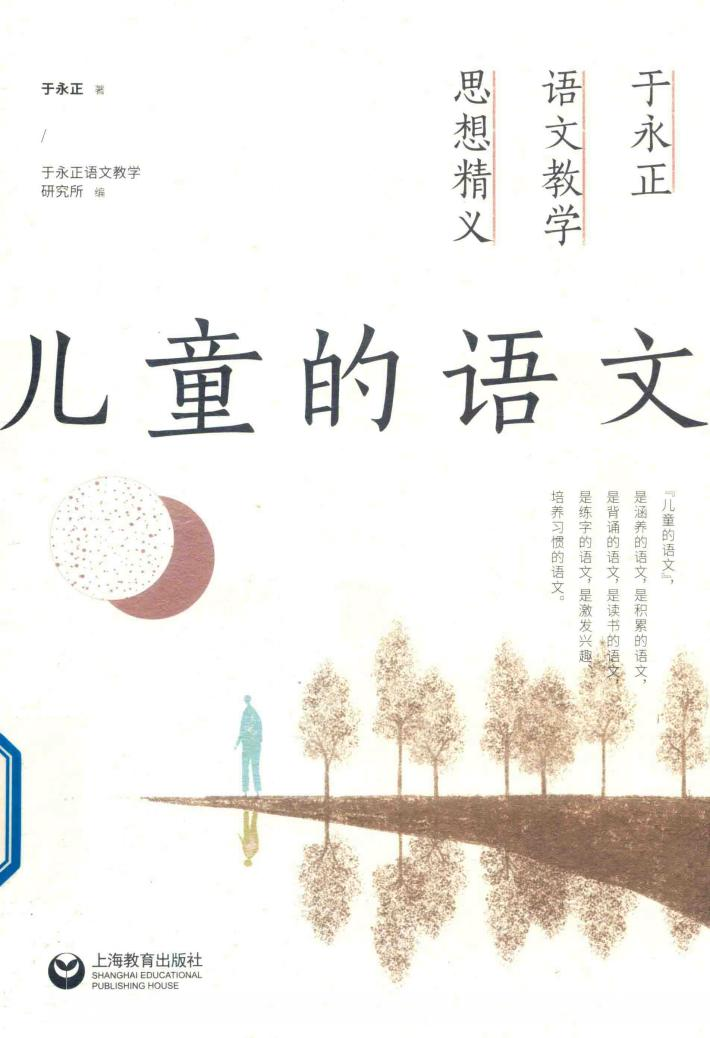 于永正 著
/
于永正语文教学
研究所 编
于永正
语文教学
思想精义
儿童的语文
『儿童的语文』,
是涵养的语文,是积累的语文,
是背诵的语文,是读书的语文
是练字的语文,是激发兴趣、
培养习惯的语文。
上海教育出版社
SHANGHAI EDUCATIONAL
PUBLISHING HOUSE